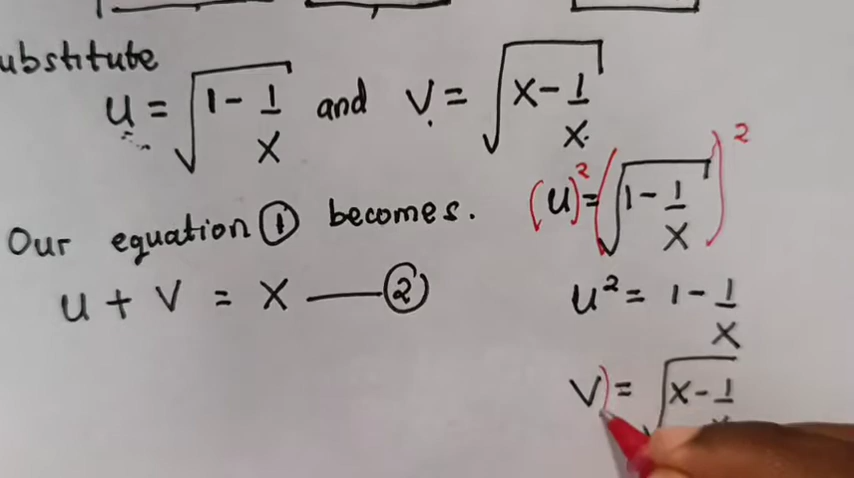 ubstitute
u = √(1 - 1/x) and V = √(x - 1/x)
Our equation ① becomes.
u + v = x —— ②
(u)² = (√(1 - 1/x))²
u² = 1 - 1/x
V) = √(x - 1